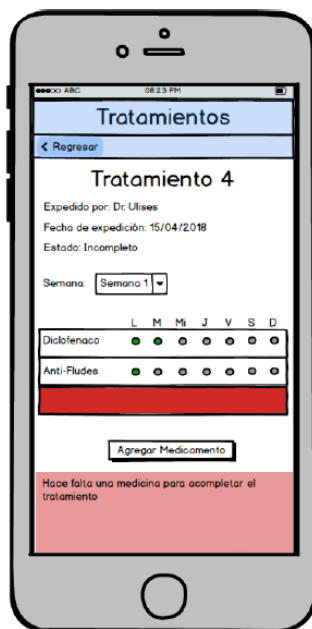 ABC 08:23 PM
Tratamientos
< Regresar
Tratamiento 4
Expedido por: Dr. Ulises
Fecha de expedición: 15/04/2018
Estado: Incompleto
Semana: Semana 1
L M Mi J V S D
Diclofenaco
Anti-Fludes
Agregar Medicamento
Hace falta una medicina para acompletar el
tratamiento